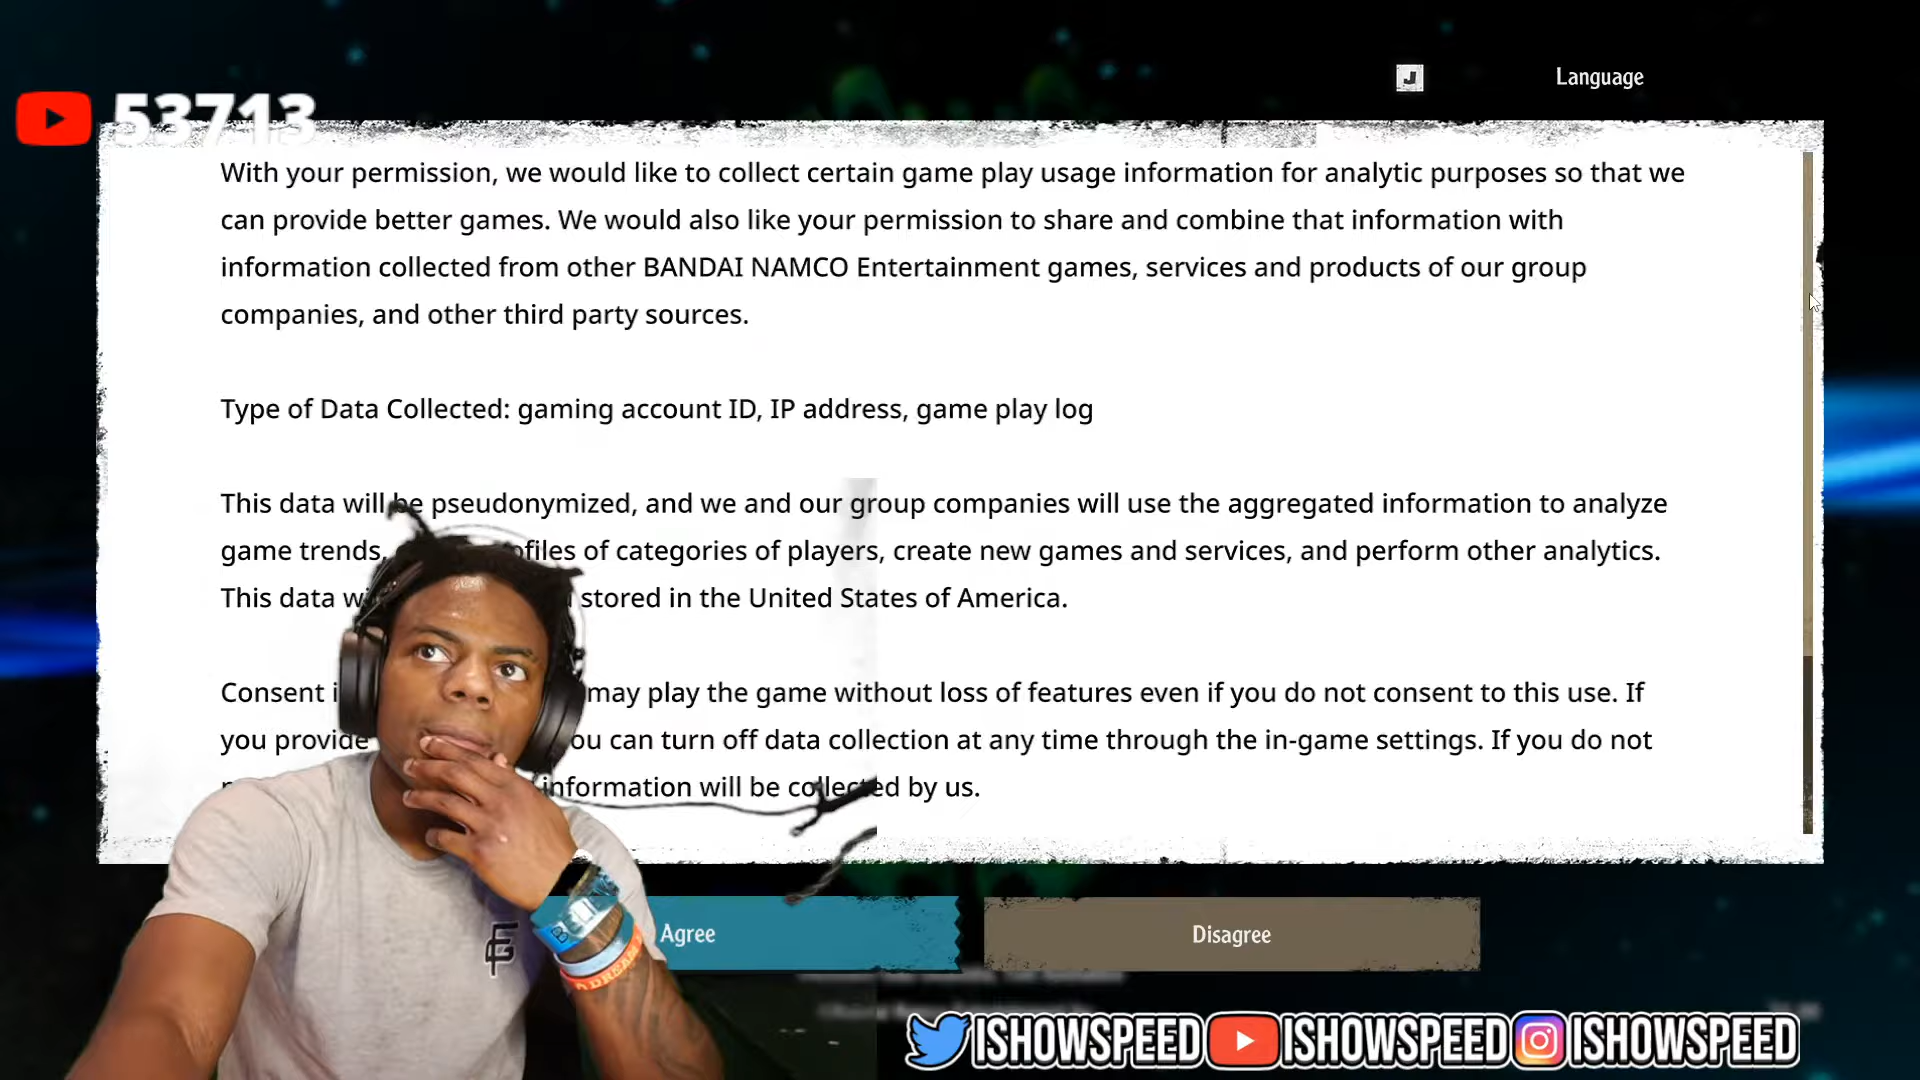 Language
53713
With your permission, we would like to collect certain game play usage information for analytic purposes so that we
can provide better games. We would also like your permission to share and combine that information with
information collected from other BANDAI NAMCO Entertainment games, services and products of our group
companies, and other third party sources.
Type of Data Collected: gaming account ID, IP address, game play log
This data will be pseudonymized, and we and our group companies will use the aggregated information to analyze
game trends, ofiles of categories of players, create new games and services, and perform other analytics.
This data stored in the United States of America.
Consent may play the game without loss of features even if you do not consent to this use. If
you provide ou can turn off data collection at any time through the in-game settings. If you do not
information will be collected by us.
Agree
Disagree
ISHOWSPEED ISHOWSPEED ISHOWSPEED